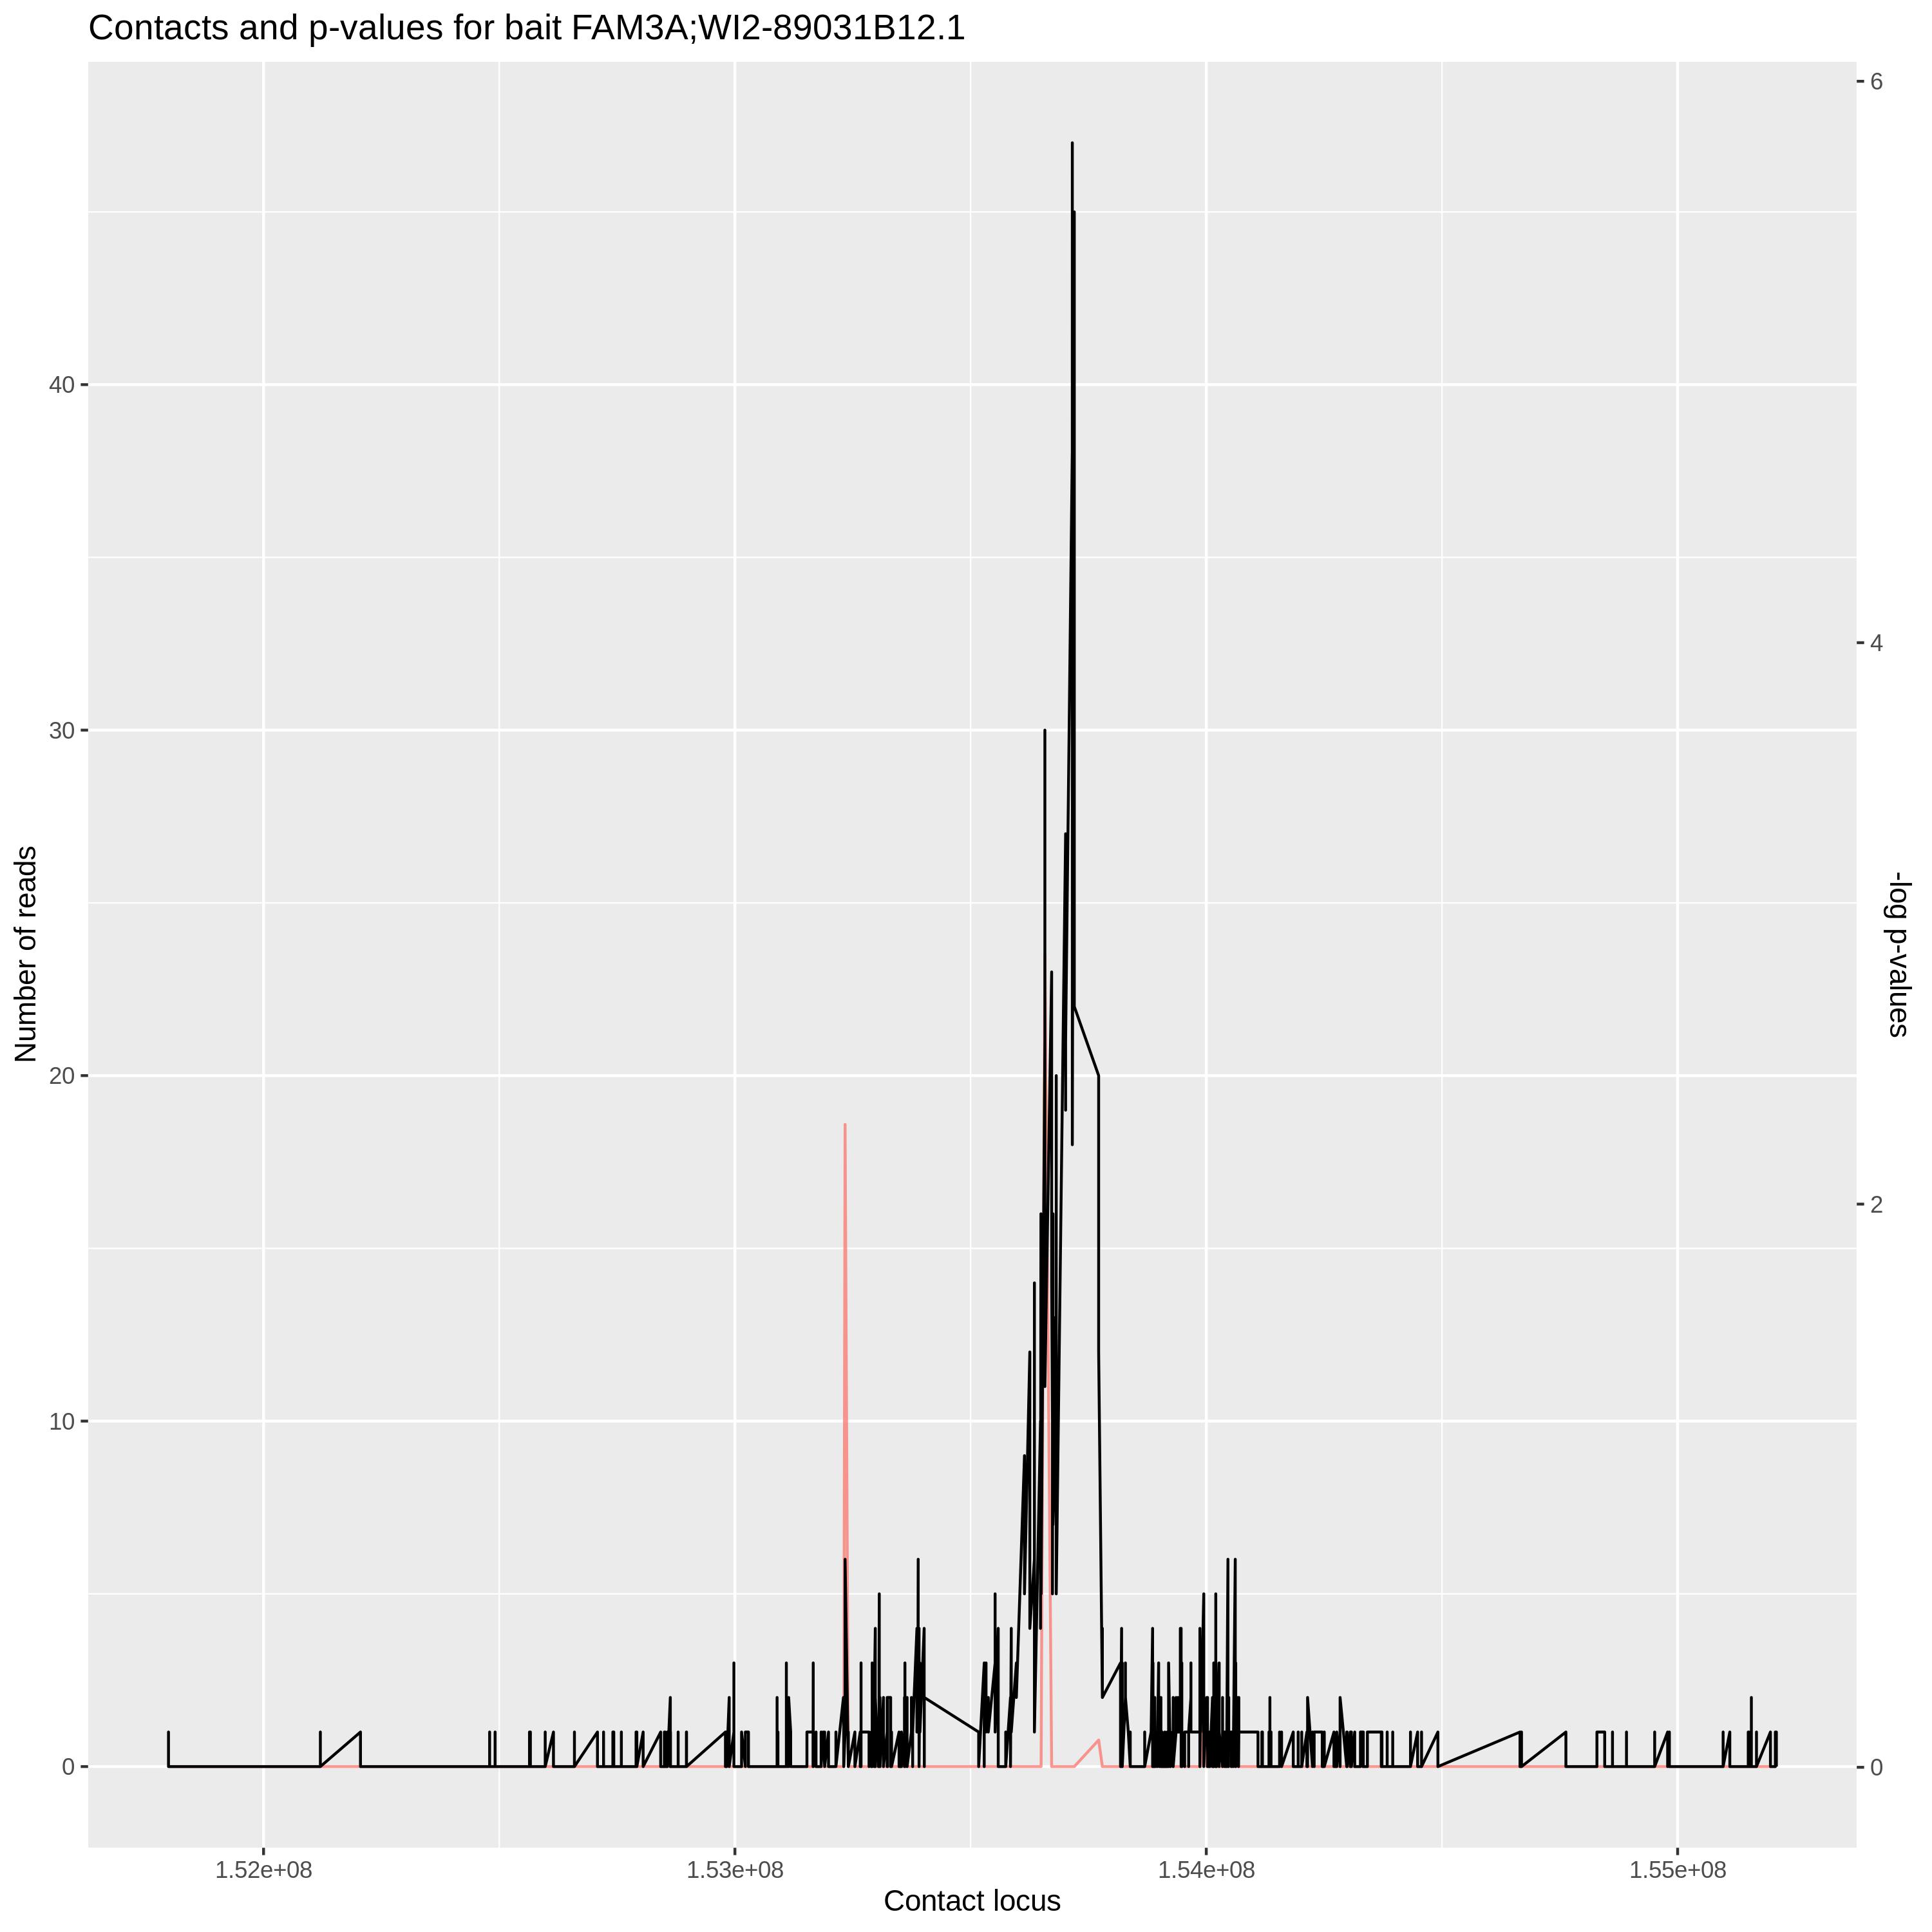 Contacts and p-values for bait FAM3A;WI2-89031B12.1
6
40
4
30
Number of reads
-log p-values
20
2
10
0
0
1.52e+08
1.53e+08
1.54e+08
1.55e+08
Contact locus